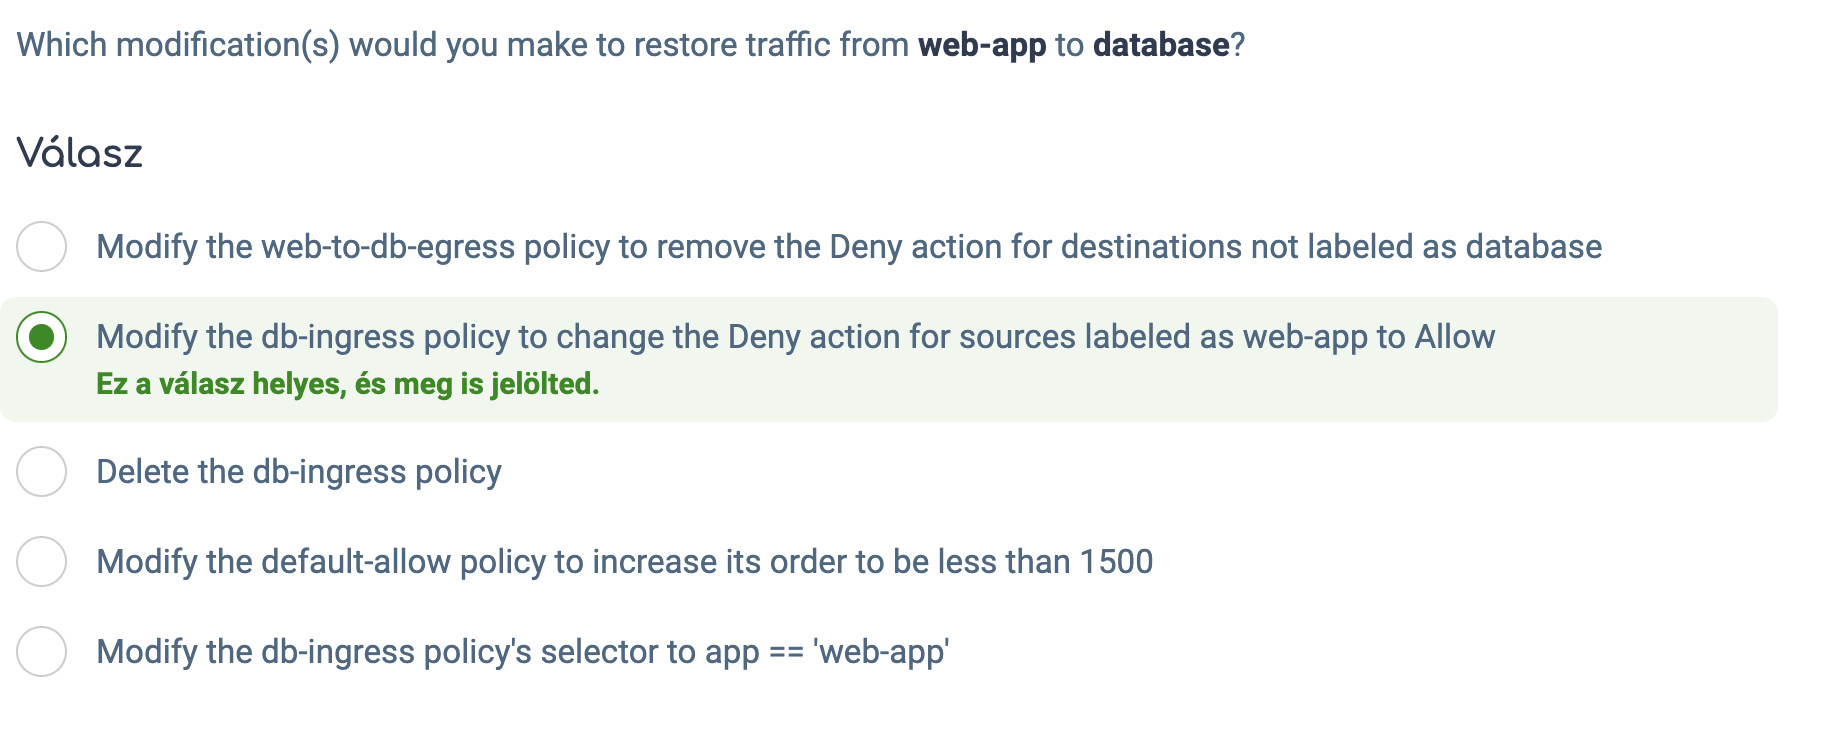 Which modification(s) would you make to restore traffic from web-app to database?
Válasz
Modify the web-to-db-egress policy to remove the Deny action for destinations not labeled as database
Modify the db-ingress policy to change the Deny action for sources labeled as web-app to Allow
Ez a válasz helyes, és meg is jelölted.
Delete the db-ingress policy
Modify the default-allow policy to increase its order to be less than 1500
Modify the db-ingress policy's selector to app == 'web-app'